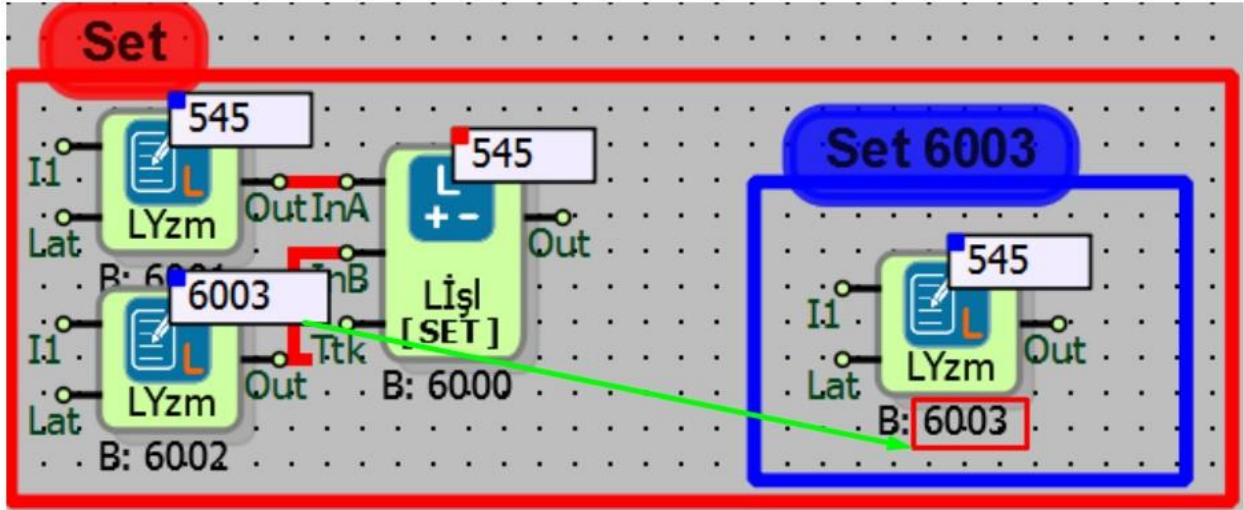 Set
545
I1
L
Out
Lat
LYzm
6003
I1
L
Out
Lat
LYzm
B: 6002
545
InA
L
+ -
Out
Ttk
LİşI
[ SET ]
B: 6000
Set 6003
545
I1
L
Out
Lat
LYzm
B: 6003